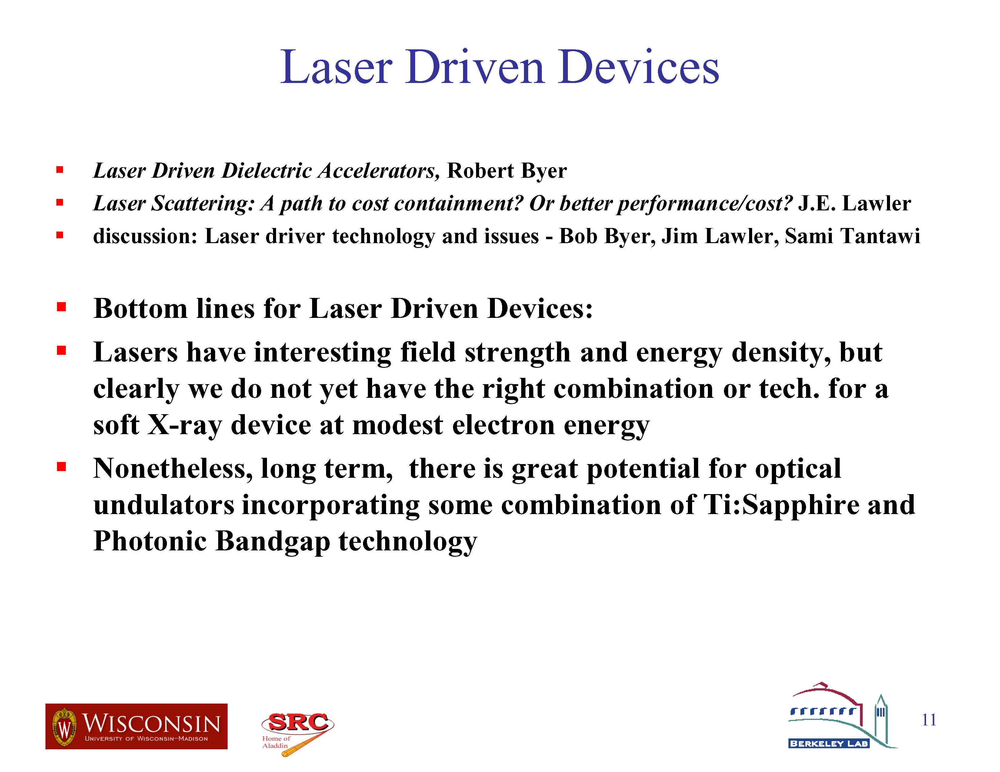 Laser Driven Devices
Laser Driven Dielectric Accelerators, Robert Byer
Laser Scattering: A path to cost containment? Or better performance/cost? J.E. Lawler
discussion: Laser driver technology and issues - Bob Byer, Jim Lawler, Sami Tantawi
Bottom lines for Laser Driven Devices:
Lasers have interesting field strength and energy density, but
clearly we do not yet have the right combination or tech. for a
soft X-ray device at modest electron energy
Nonetheless, long term,  there is great potential for optical
undulators incorporating some combination of Ti:Sapphire and
Photonic Bandgap technology
W
WISCONSIN
UNIVERSITY OF WISCONSIN–MADISON
SRC
Home of
Aladdin
BERKELEY LAB
11